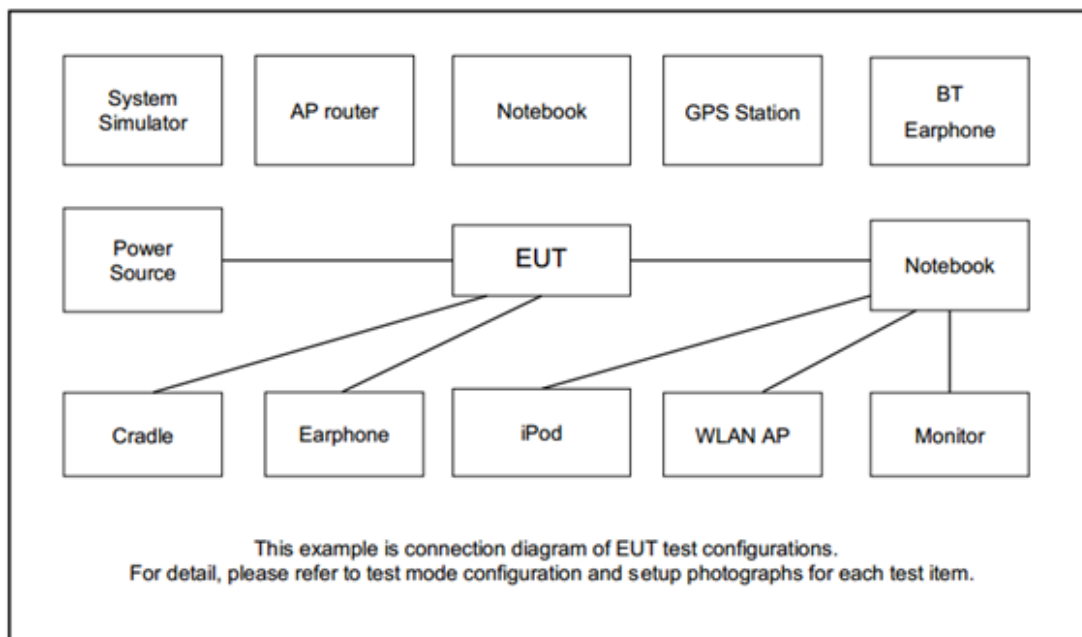 System
Simulator
AP router
Notebook
GPS Station
BT
Earphone
Power
Source
EUT
Notebook
Cradle
Earphone
iPod
WLAN AP
Monitor
This example is connection diagram of EUT test configurations.
For detail, please refer to test mode configuration and setup photographs for each test item.